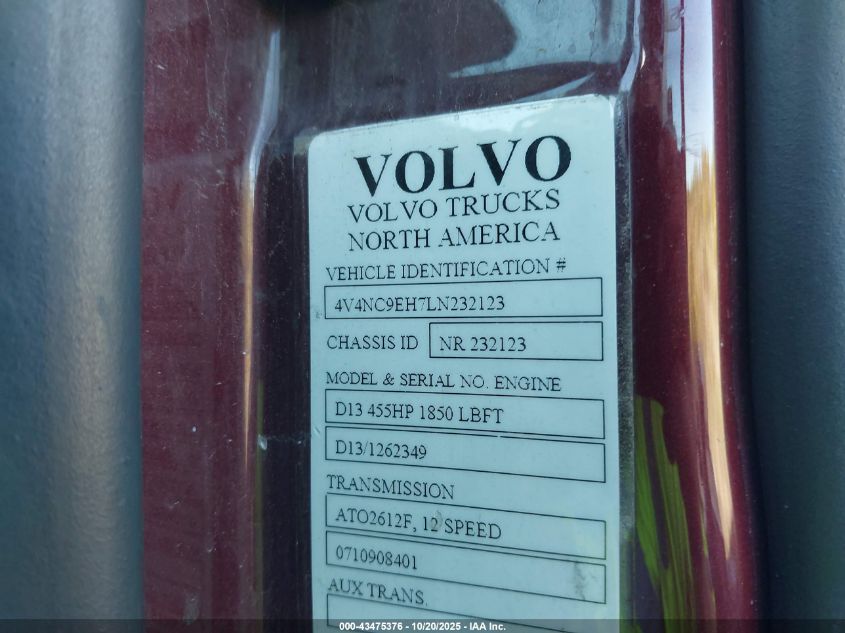 VOLVO
VOLVO TRUCKS
NORTH AMERICA
VEHICLE IDENTIFICATION #
4V4NC9EH7LN232123
CHASSIS ID NR 232123
MODEL & SERIAL NO. ENGINE
D13 455HP 1850 LBFT
D13/1262349
TRANSMISSION
ATO2612F, 12 SPEED
0710908401
AUX TRANS.
000-43475376 - 10/20/2025 - IAA Inc.